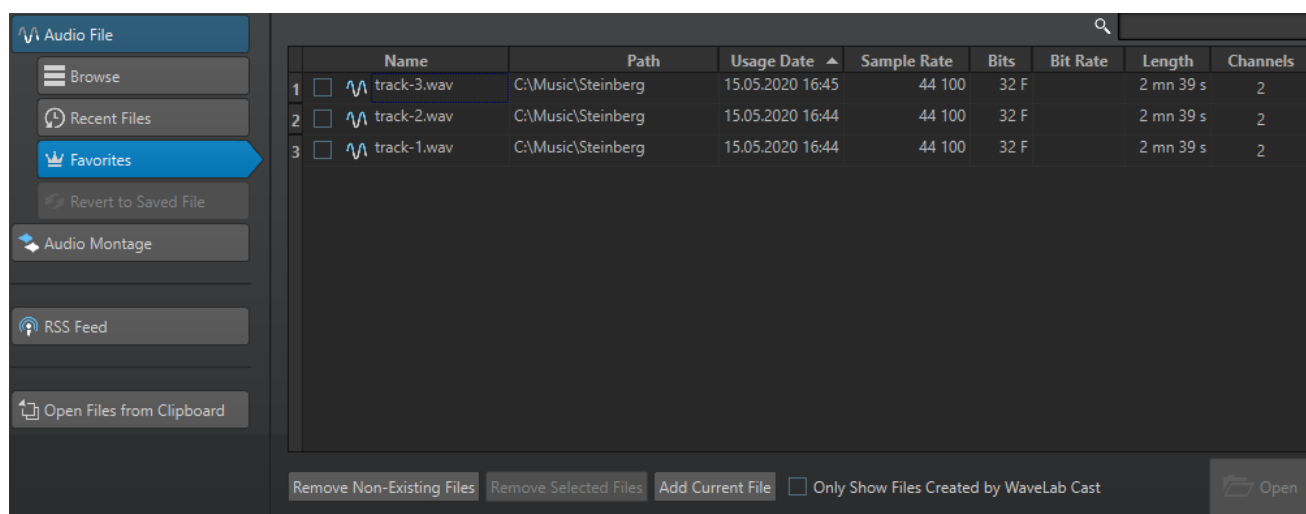 Audio File
Browse
Recent Files
Favorites
Revert to Saved File
Audio Montage
RSS Feed
Open Files from Clipboard
Name Path Usage Date Sample Rate Bits Bit Rate Length Channels
1 track-3.wav C:\Music\Steinberg 15.05.2020 16:45 44 100 32 F 2 mn 39 s 2
2 track-2.wav C:\Music\Steinberg 15.05.2020 16:44 44 100 32 F 2 mn 39 s 2
3 track-1.wav C:\Music\Steinberg 15.05.2020 16:44 44 100 32 F 2 mn 39 s 2
Remove Non-Existing Files Remove Selected Files Add Current File Only Show Files Created by WaveLab Cast Open